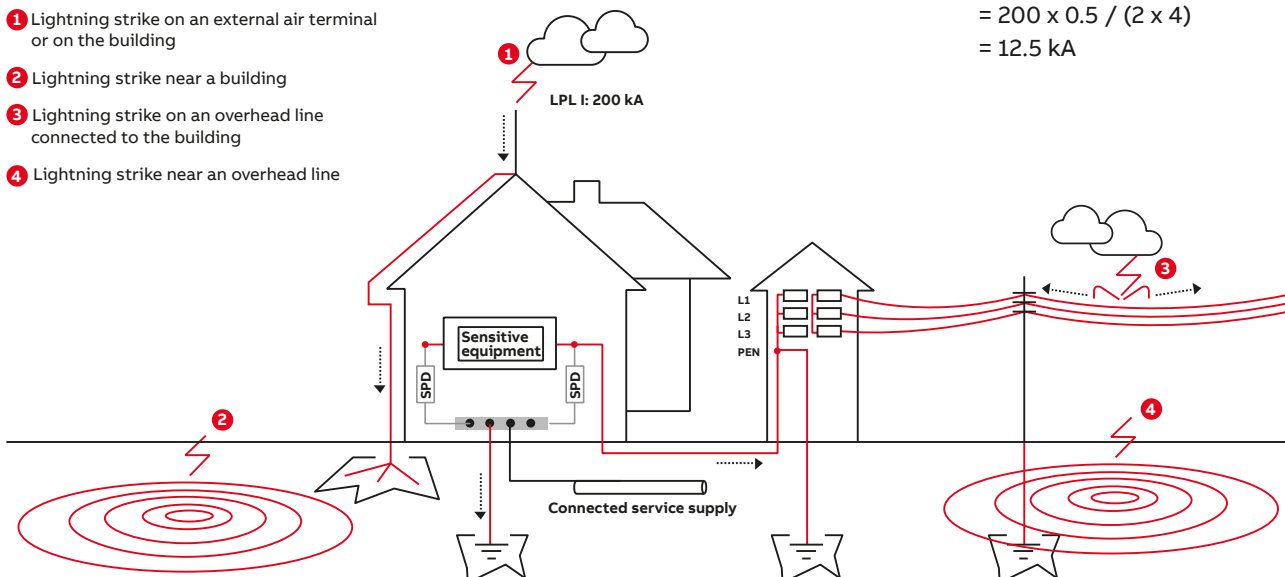 1 Lightning strike on an external air terminal
or on the building
2 Lightning strike near a building
3 Lightning strike on an overhead line
connected to the building
4 Lightning strike near an overhead line
= 200 x 0.5 / (2 x 4)
= 12.5 kA
1
LPL I: 200 kA
3
L1
L2
L3
PEN
Sensitive
equipment
SPD
SPD
2
4
Connected service supply